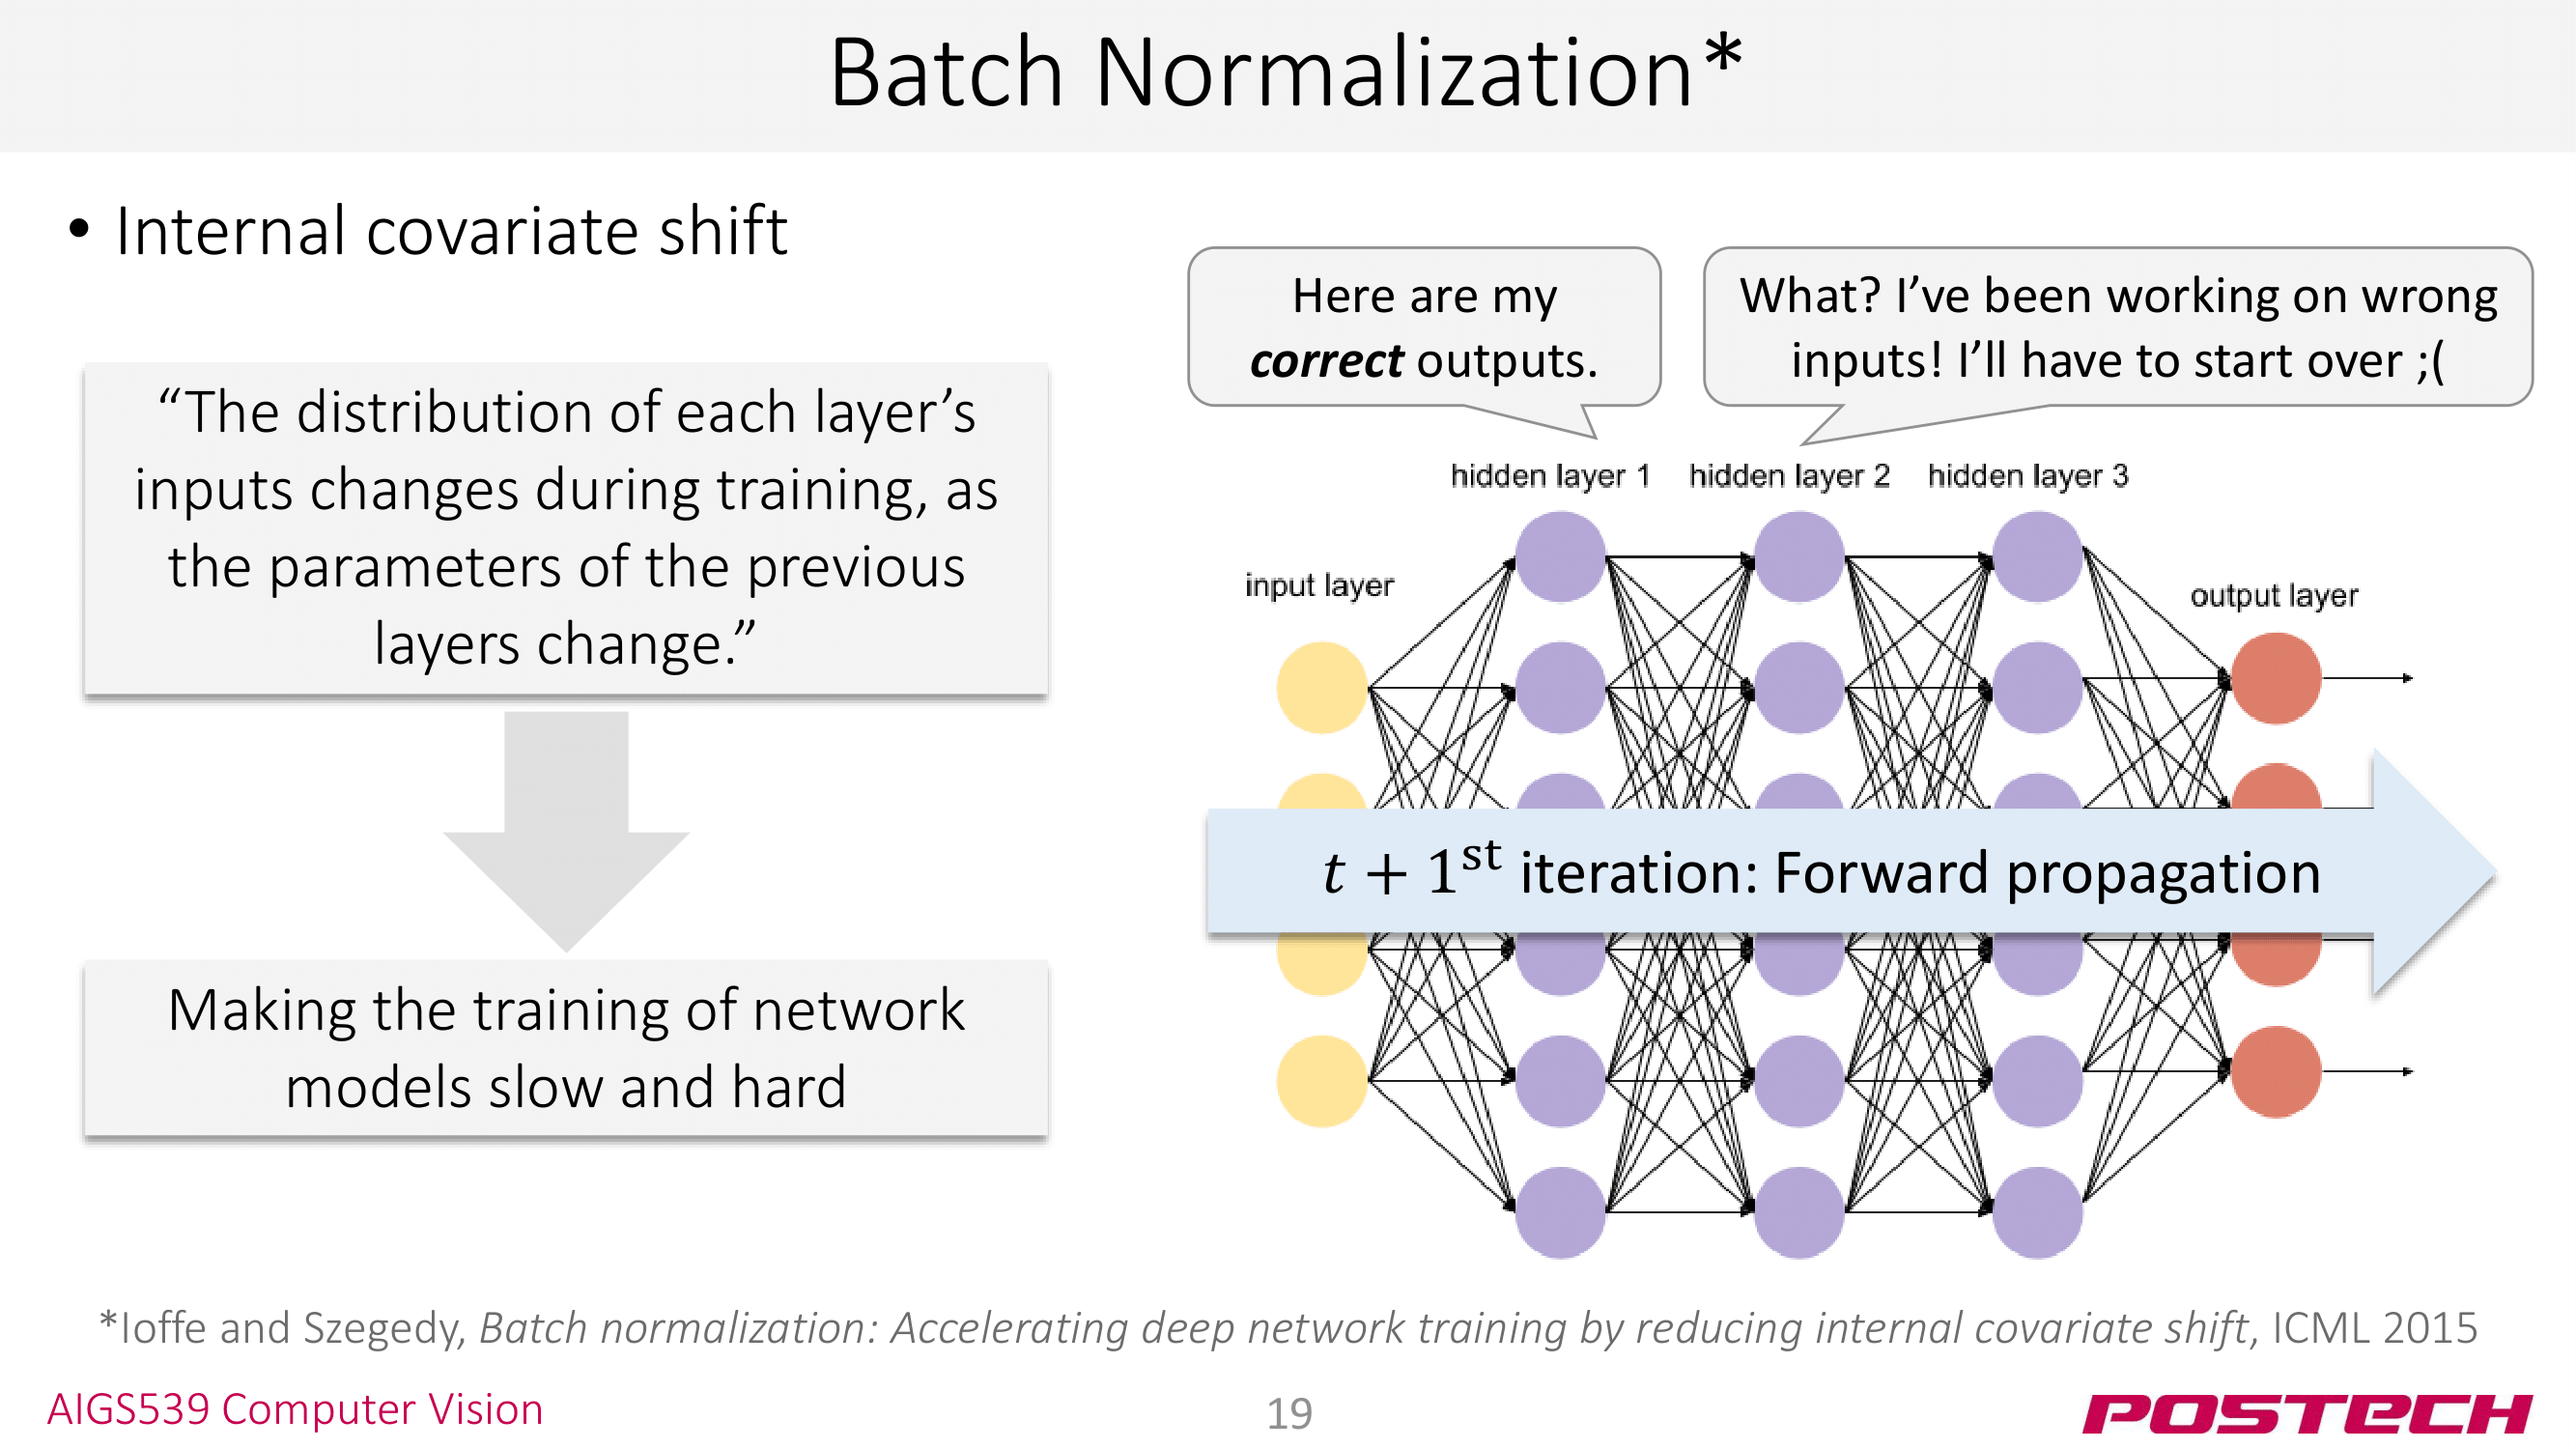 Batch Normalization*
• Internal covariate shift
“The distribution of each layer’s
inputs changes during training, as
the parameters of the previous
layers change.”
Making the training of network
models slow and hard
Here are my
correct outputs.
What? I’ve been working on wrong
inputs! I’ll have to start over ;(
hidden layer 1 hidden layer 2 hidden layer 3
input layer
output layer
t + 1st iteration: Forward propagation
*Ioffe and Szegedy, Batch normalization: Accelerating deep network training by reducing internal covariate shift, ICML 2015
AIGS539 Computer Vision
19
POSTECH